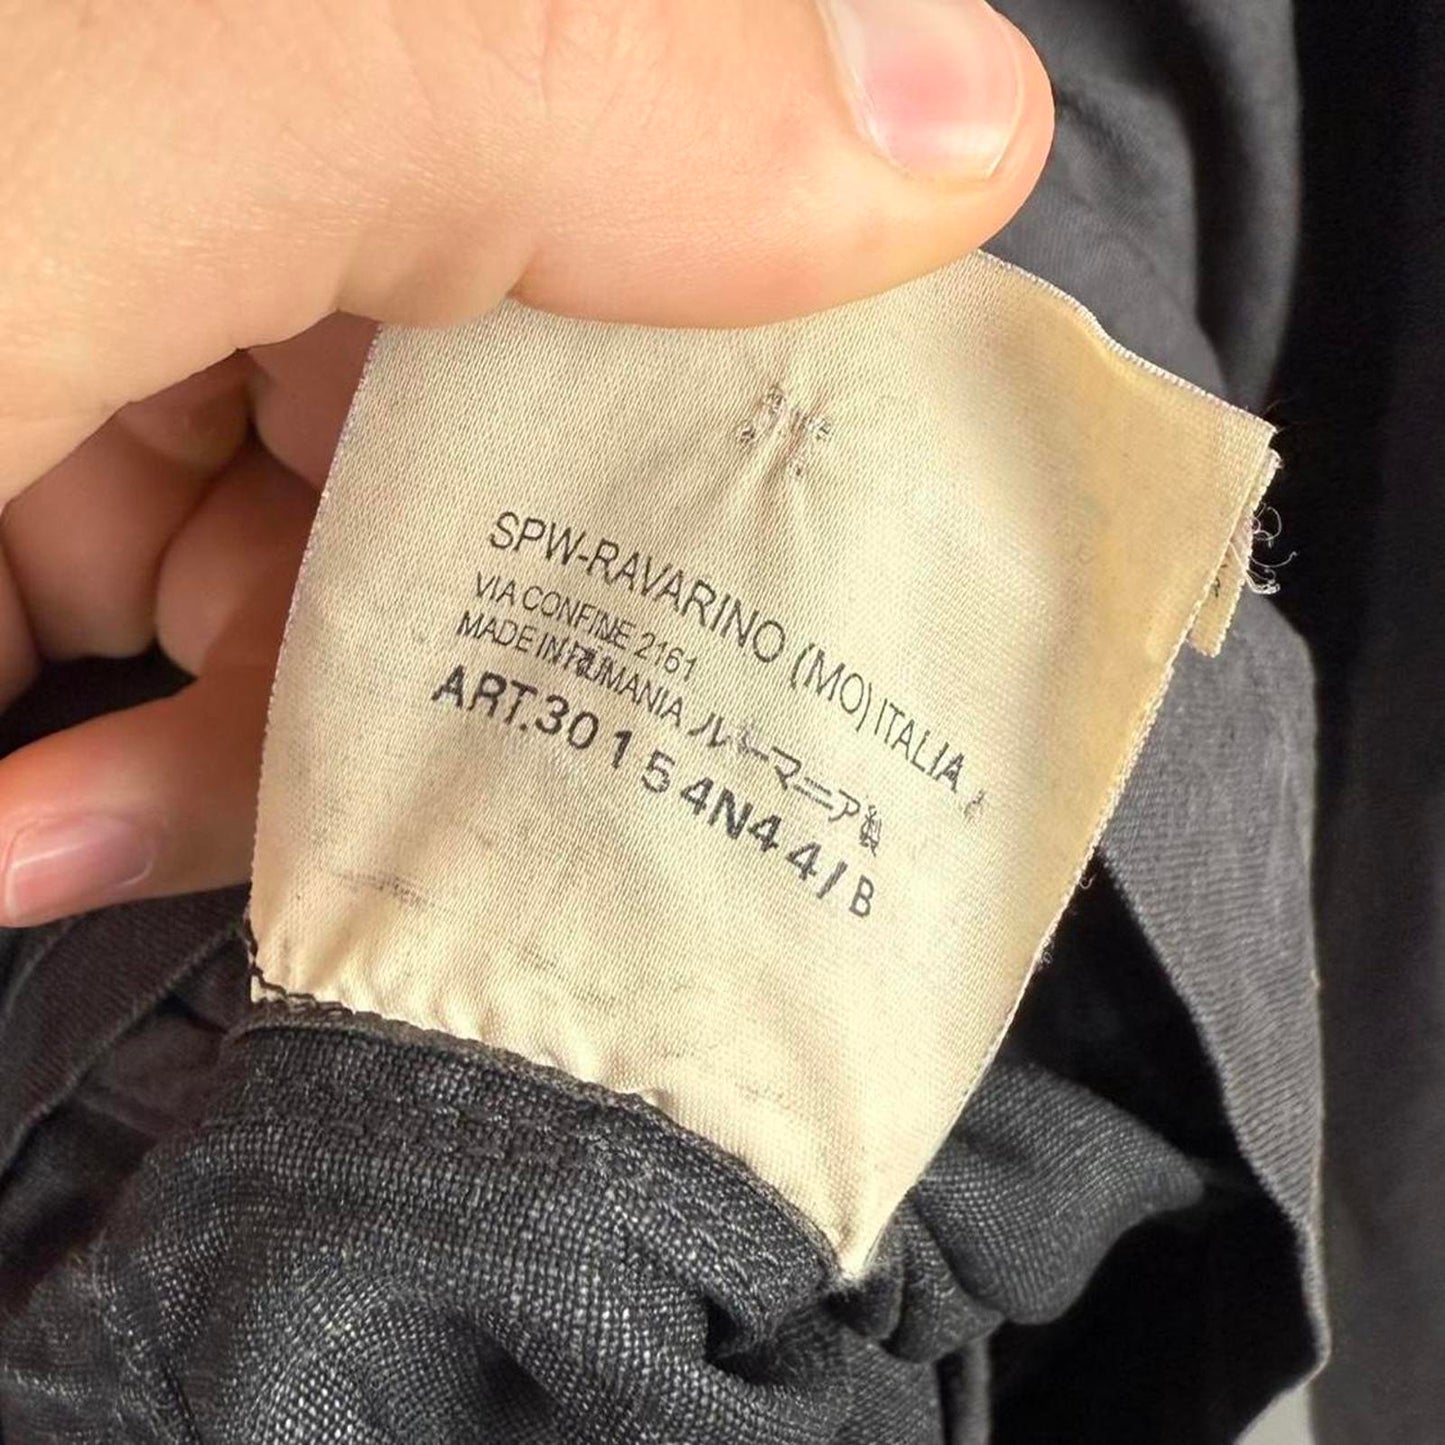 SPW-RAVARINO (MO) ITALIA
VIA CONFINE 2161
MADE IN RUMANIA ルーマニア製
ART.30154N44/B